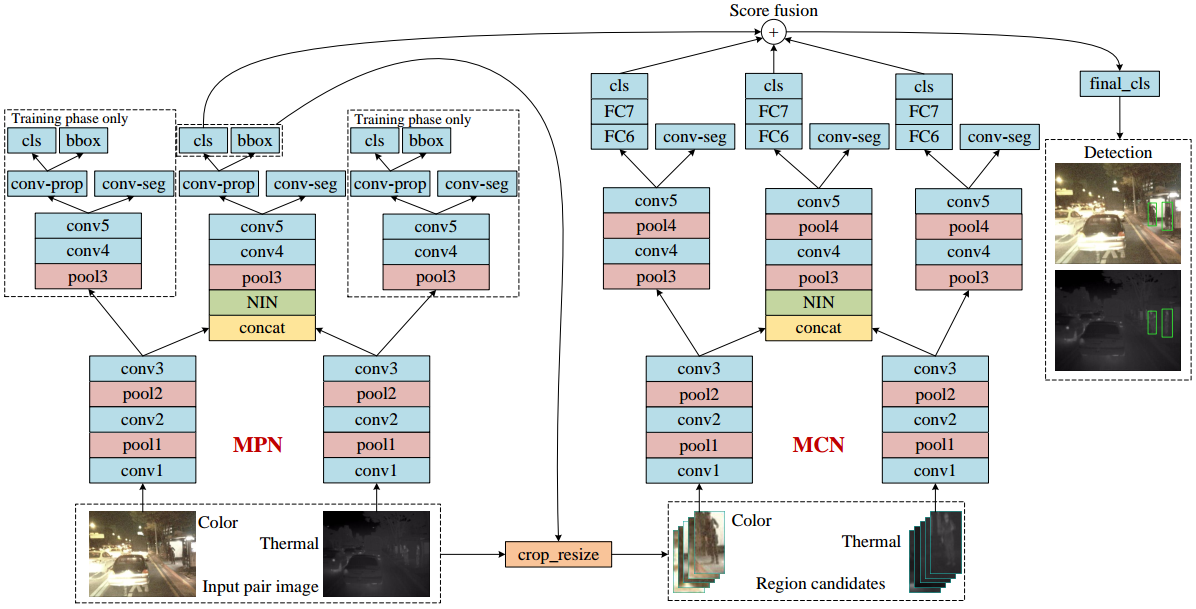 Score fusion
+
final_cls
Detection
Training phase only
cls bbox
conv-prop conv-seg
conv5
conv4
pool3
cls bbox
conv-prop conv-seg
conv5
conv4
pool3
NIN
concat
Training phase only
cls bbox
conv-prop conv-seg
conv5
conv4
pool3
conv3
pool2
conv2
pool1
conv1
MPN
conv3
pool2
conv2
pool1
conv1
Color
Thermal
Input pair image
crop_resize
cls
FC7
FC6
conv-seg
conv5
pool4
conv4
pool3
cls
FC7
FC6
conv-seg
conv5
pool4
conv4
pool3
NIN
concat
cls
FC7
FC6
conv-seg
conv5
pool4
conv4
pool3
conv3
pool2
conv2
pool1
conv1
MCN
conv3
pool2
conv2
pool1
conv1
Color
Thermal
Region candidates